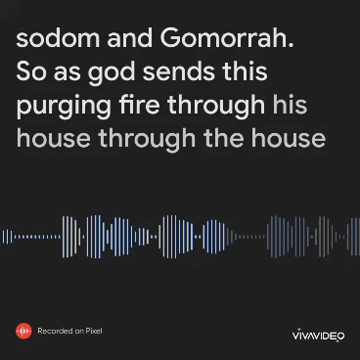 sodom and Gomorrah.
So as god sends this
purging fire through his
house through the house
Recorded on Pixel
VIVAVIDEO